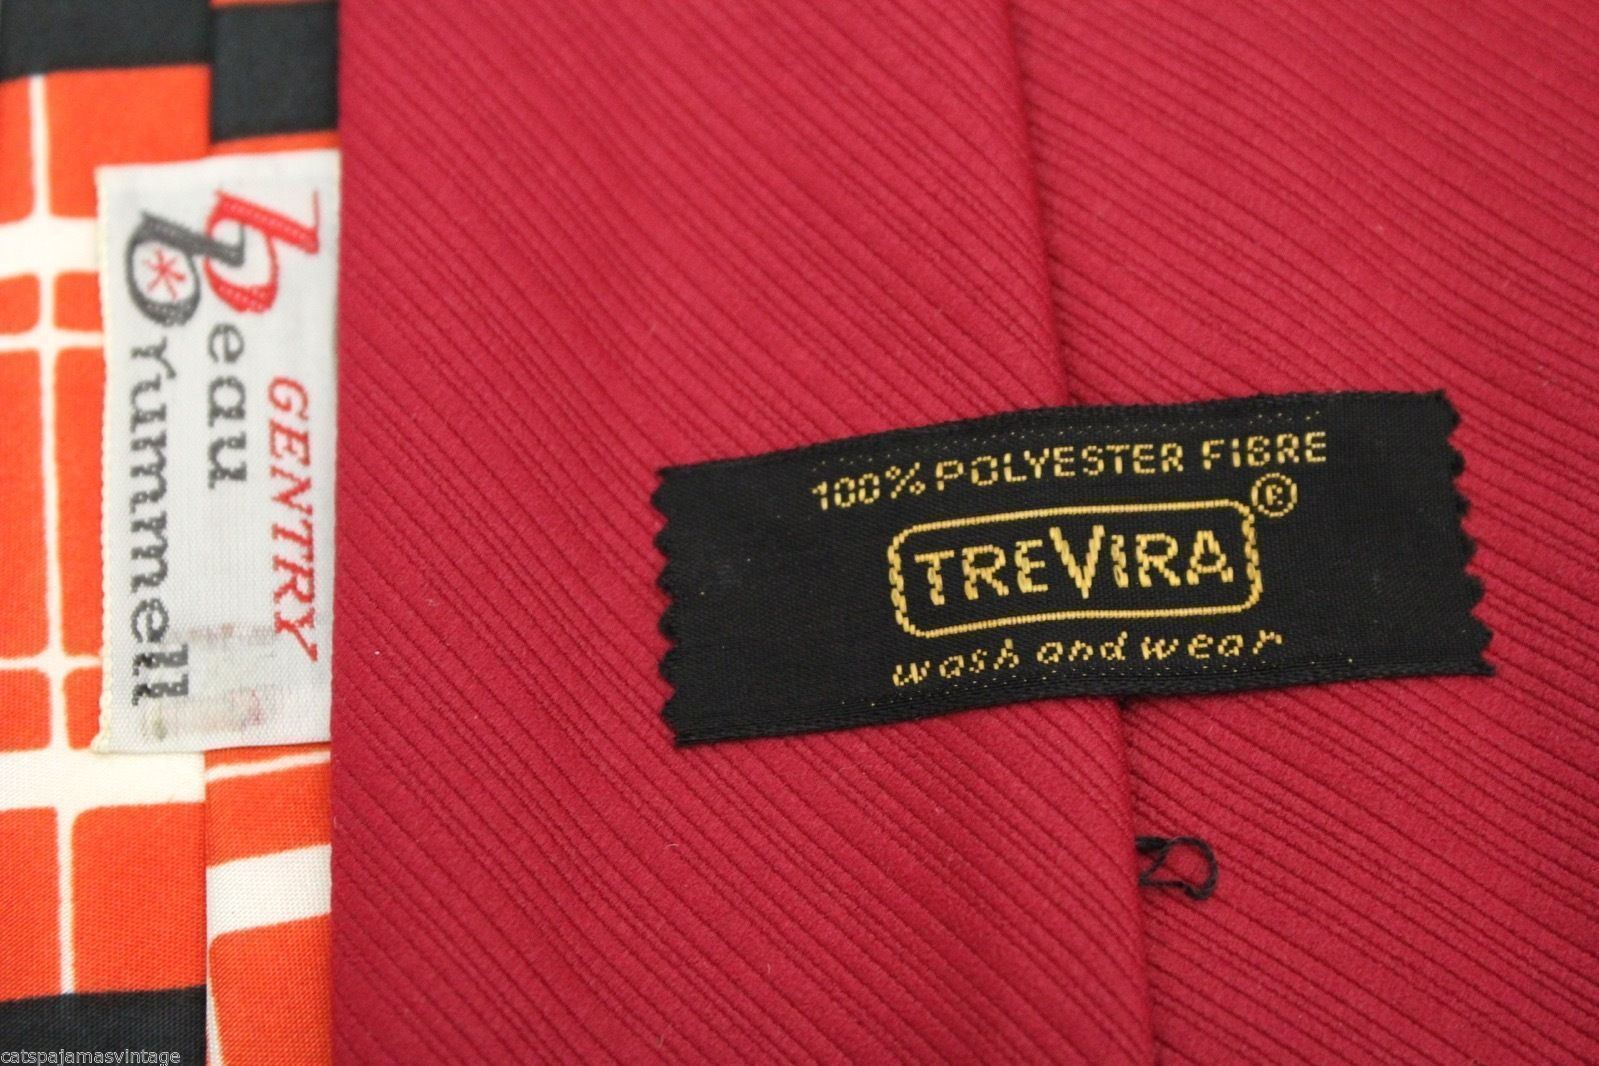 Beau
Brummell
GENTRY
100% POLYESTER FIBRE
TREVIRA®
wash and wear
catspajamasvintage